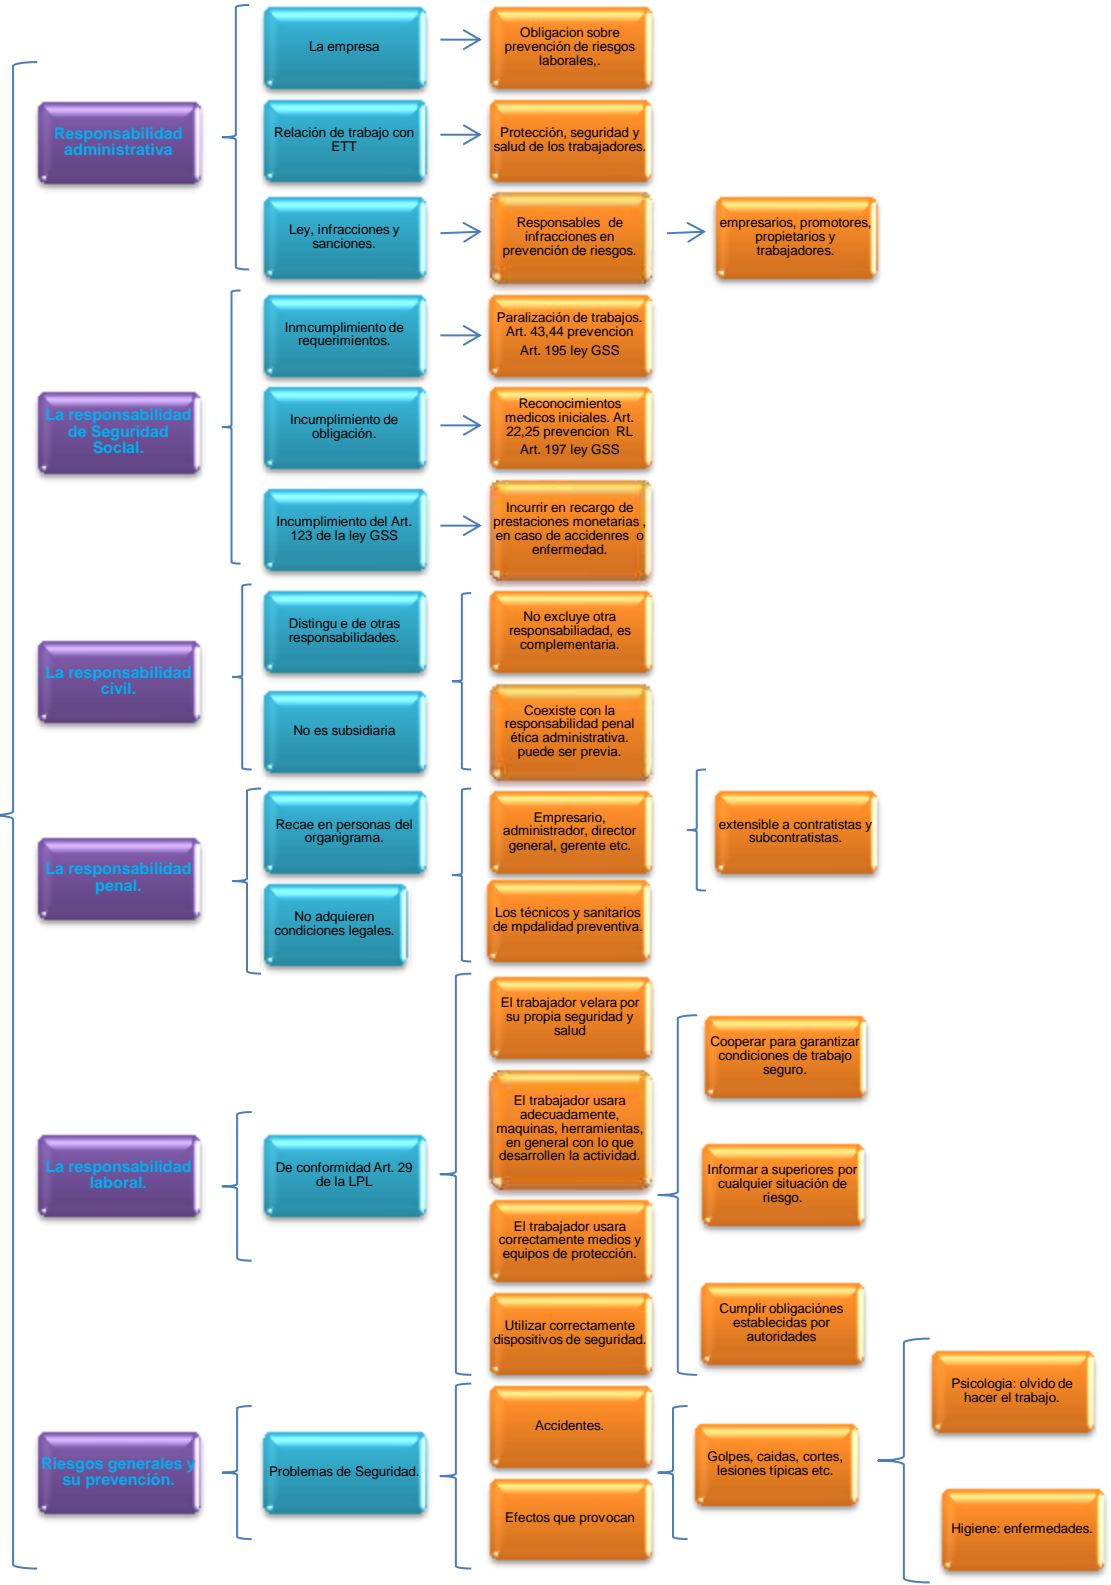 Responsabilidad
administrativa
La empresa
Obligacion sobre
prevención de riesgos
laborales,.
Relación de trabajo con
ETT
Protección, seguridad y
salud de los trabajadores.
Ley, infracciones y
sanciones.
Responsables de
infracciones en
prevención de riesgos.
empresarios, promotores,
propietarios y
trabajadores.
La responsabilidad
de Seguridad
Social.
Inmcumplimiento de
requerimientos.
Paralización de trabajos.
Art. 43,44 prevencion
Art. 195 ley GSS
Incumplimiento de
obligación.
Reconocimientos
medicos iniciales. Art.
22,25 prevencion RL
Art. 197 ley GSS
Incumplimiento del Art.
123 de la ley GSS
Incurrir en recargo de
prestaciones monetarias ,
en caso de accidenres o
enfermedad.
La responsabilidad
civil.
Distingu e de otras
responsabilidades.
No es subsidiaria
No excluye otra
responsabiliadad, es
complementaria.
Coexiste con la
responsabilidad penal
ética administrativa.
puede ser previa.
La responsabilidad
penal.
Recae en personas del
organigrama.
No adquieren
condiciones legales.
Empresario,
administrador, director
general, gerente etc.
Los técnicos y sanitarios
de mpdalidad preventiva.
extensible a contratistas y
subcontratistas.
La responsabilidad
laboral.
De conformidad Art. 29
de la LPL
El trabajador velara por
su propia seguridad y
salud
El trabajador usara
adecuadamente,
maquinas, herramientas,
en general con lo que
desarrollen la actividad.
El trabajador usara
correctamente medios y
equipos de protección.
Utilizar correctamente
dispositivos de seguridad.
Cooperar para garantizar
condiciones de trabajo
seguro.
Informar a superiores por
cualquier situación de
riesgo.
Cumplir obligaciónes
establecidas por
autoridades
Riesgos generales y
su prevención.
Problemas de Seguridad.
Accidentes.
Efectos que provocan
Golpes, caidas, cortes,
lesiones típicas etc.
Psicologia: olvido de
hacer el trabajo.
Higiene: enfermedades.